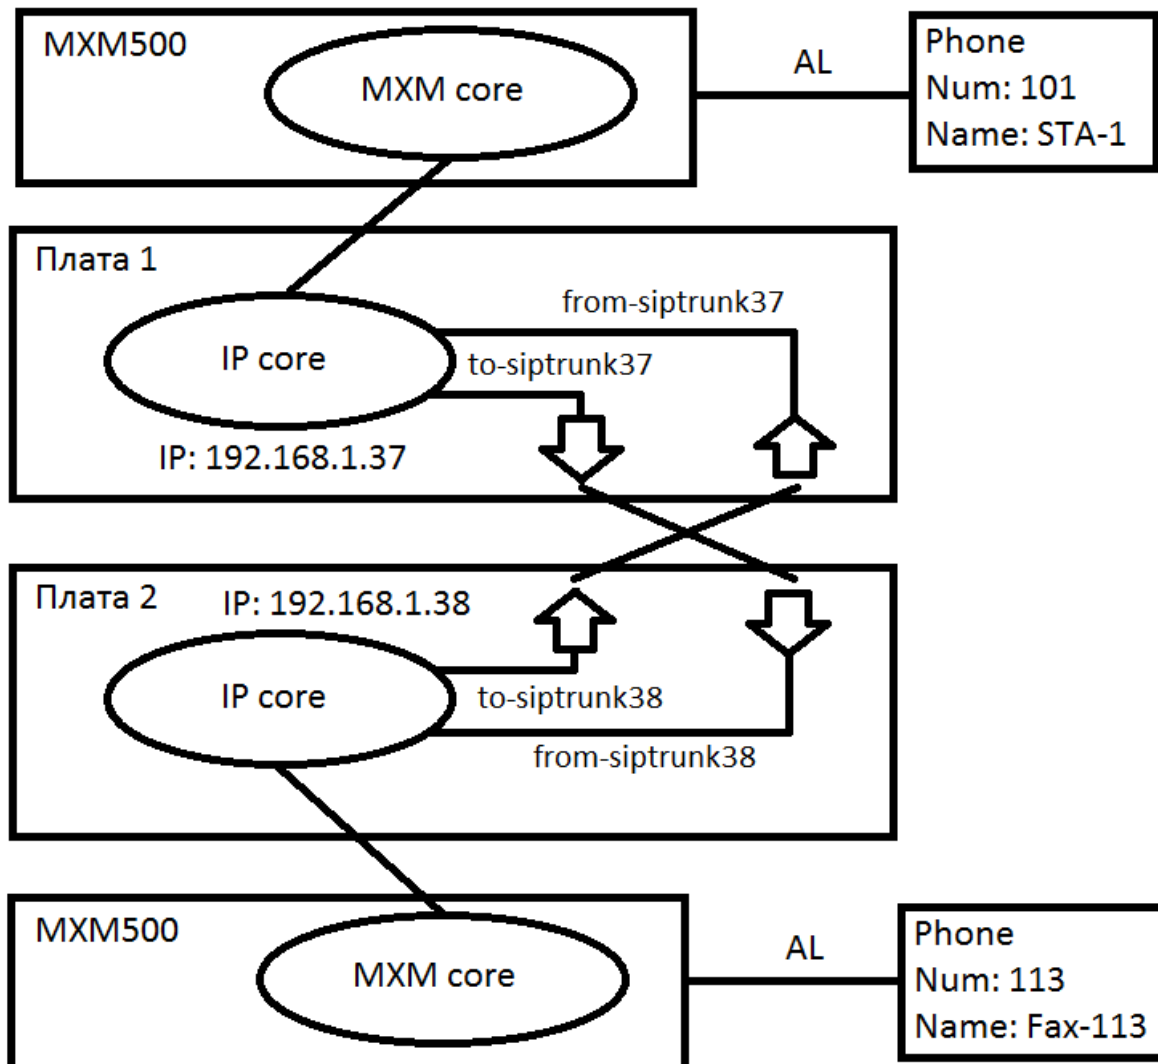 MXM500
MXM core
AL
Phone
Num: 101
Name: STA-1
Плата 1
from-siptrunk37
IP core
to-siptrunk37
IP: 192.168.1.37
Плата 2
IP: 192.168.1.38
IP core
to-siptrunk38
from-siptrunk38
MXM500
MXM core
AL
Phone
Num: 113
Name: Fax-113